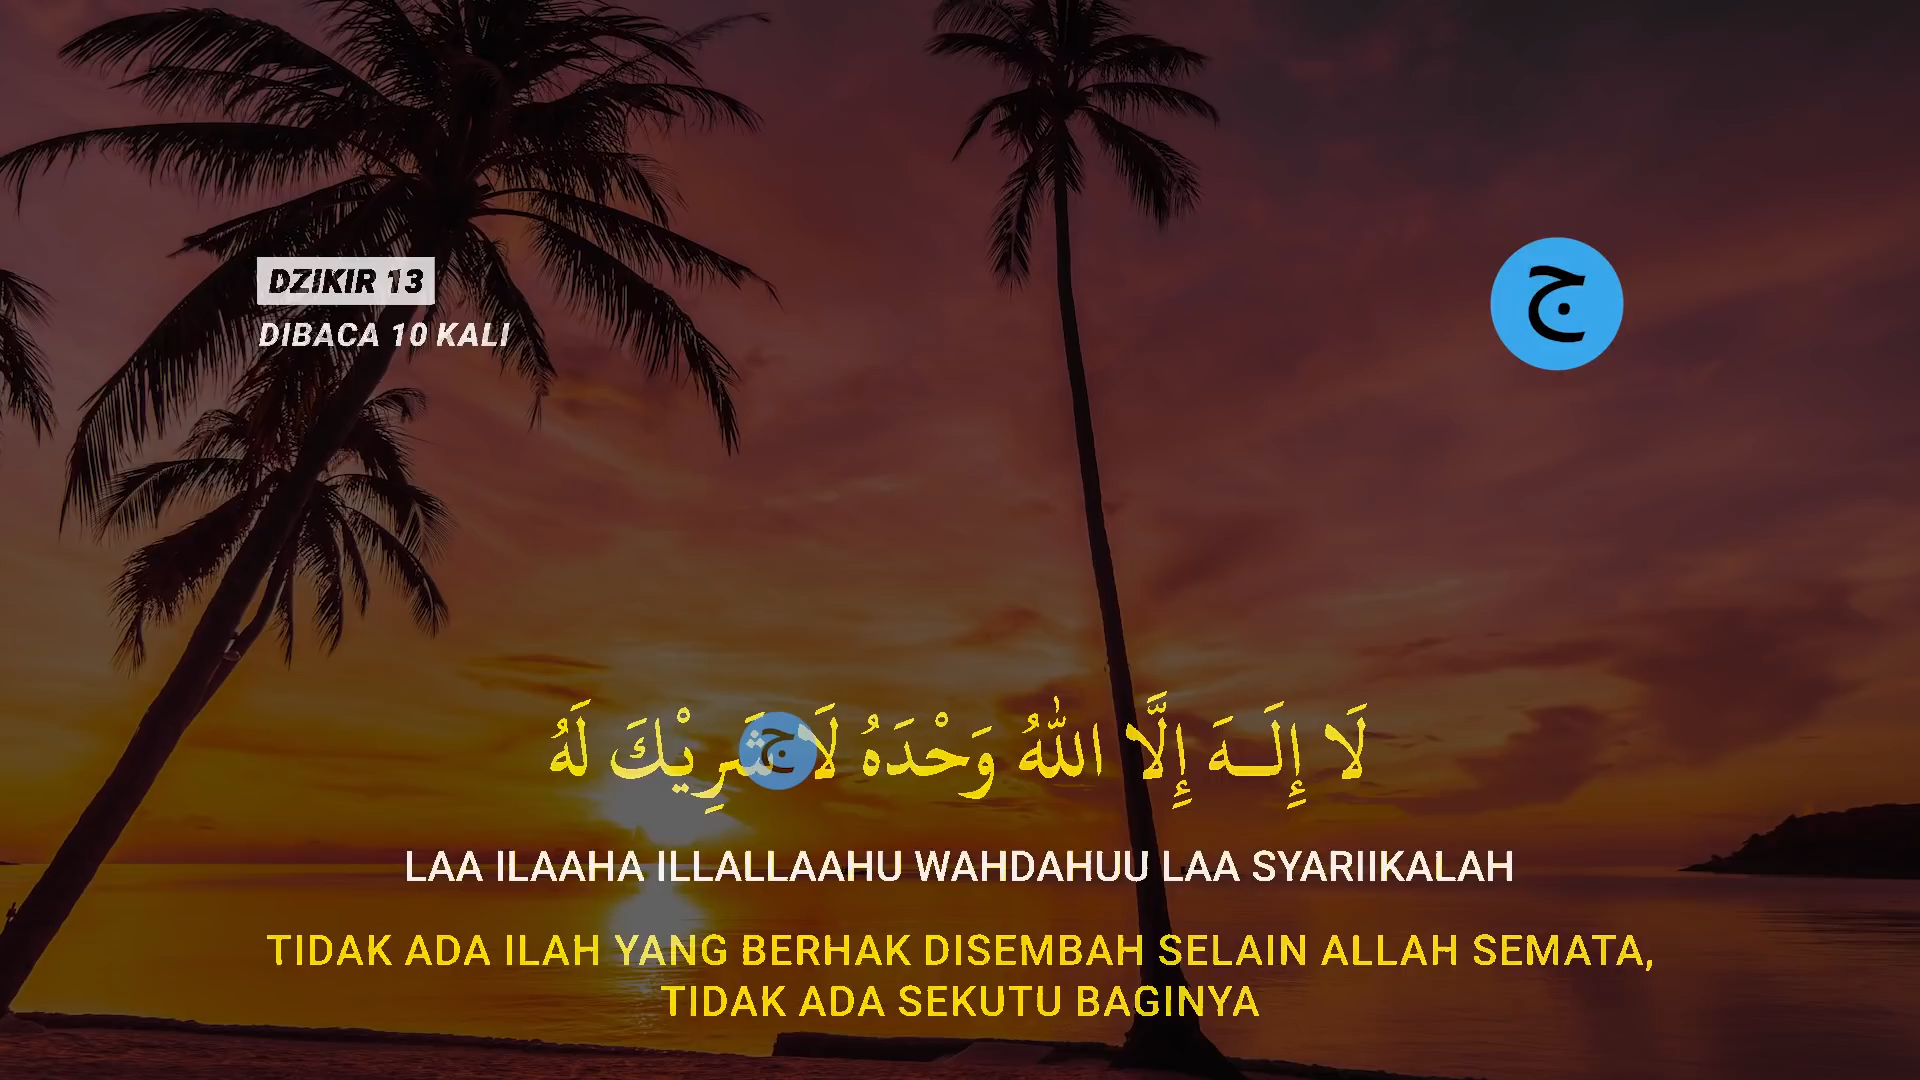 DZIKIR 13
DIBACA 10 KALI
ج
لَا إِلَــهَ إِلَّا اللهُ وَحْدَهُ لَا شَرِيْكَ لَهُ
ج
LAA ILAAHA ILLALLAAHU WAHDAHUU LAA SYARIIKALAH
TIDAK ADA ILAH YANG BERHAK DISEMBAH SELAIN ALLAH SEMATA,
TIDAK ADA SEKUTU BAGINYA